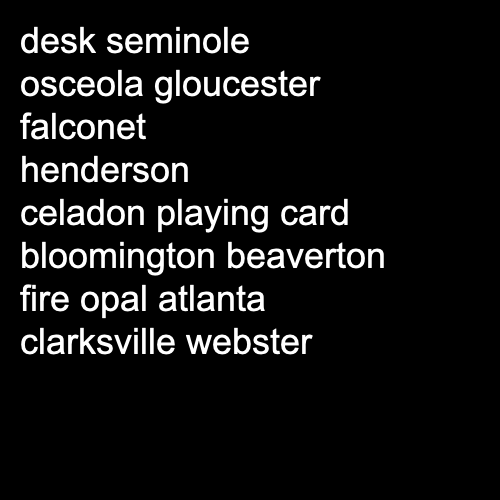 desk seminole
osceola gloucester
falconet
henderson
celadon playing card
bloomington beaverton
fire opal atlanta
clarksville webster